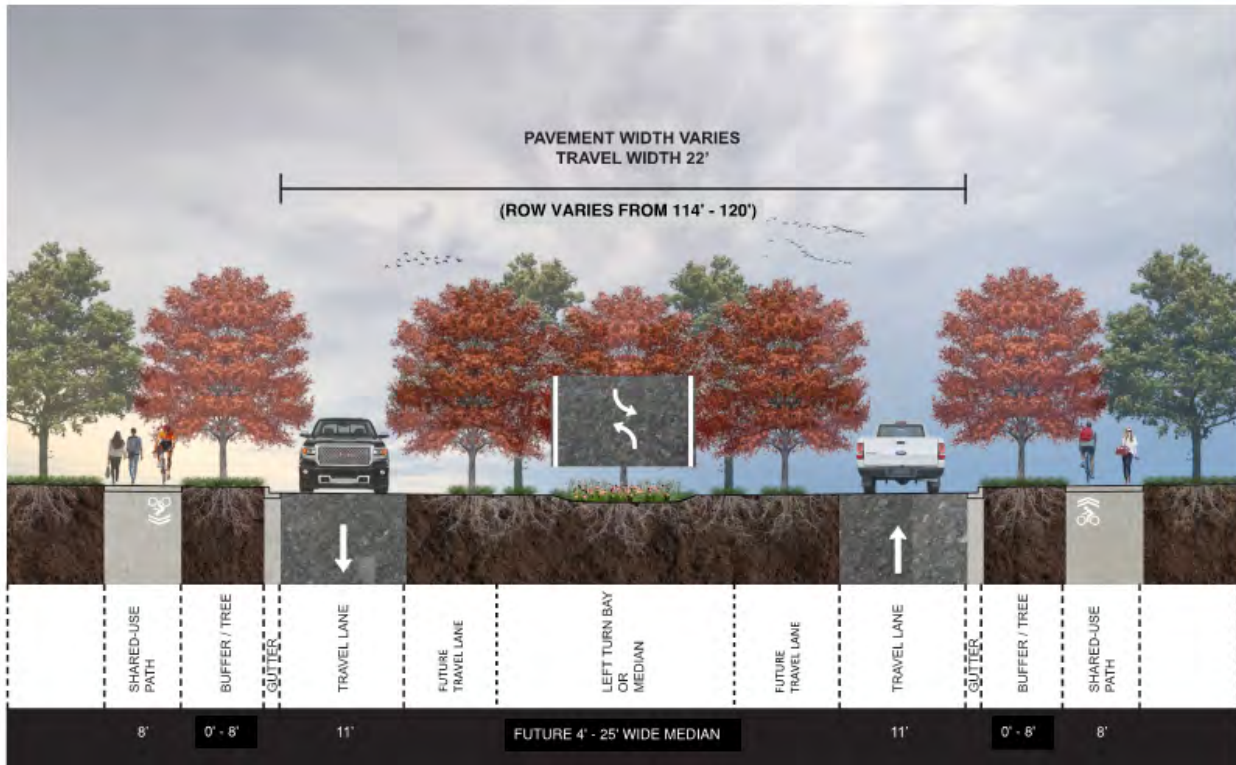 PAVEMENT WIDTH VARIES
TRAVEL WIDTH 22'
(ROW VARIES FROM 114' - 120')
SHARED-USE
PATH
BUFFER / TREE
GUTTER
TRAVEL LANE
FUTURE
TRAVEL LANE
LEFT TURN BAY
OR
MEDIAN
FUTURE
TRAVEL LANE
TRAVEL LANE
GUTTER
BUFFER / TREE
SHARED-USE
PATH
8'
0' - 8'
11'
FUTURE 4' - 25' WIDE MEDIAN
11'
0' - 8'
8'